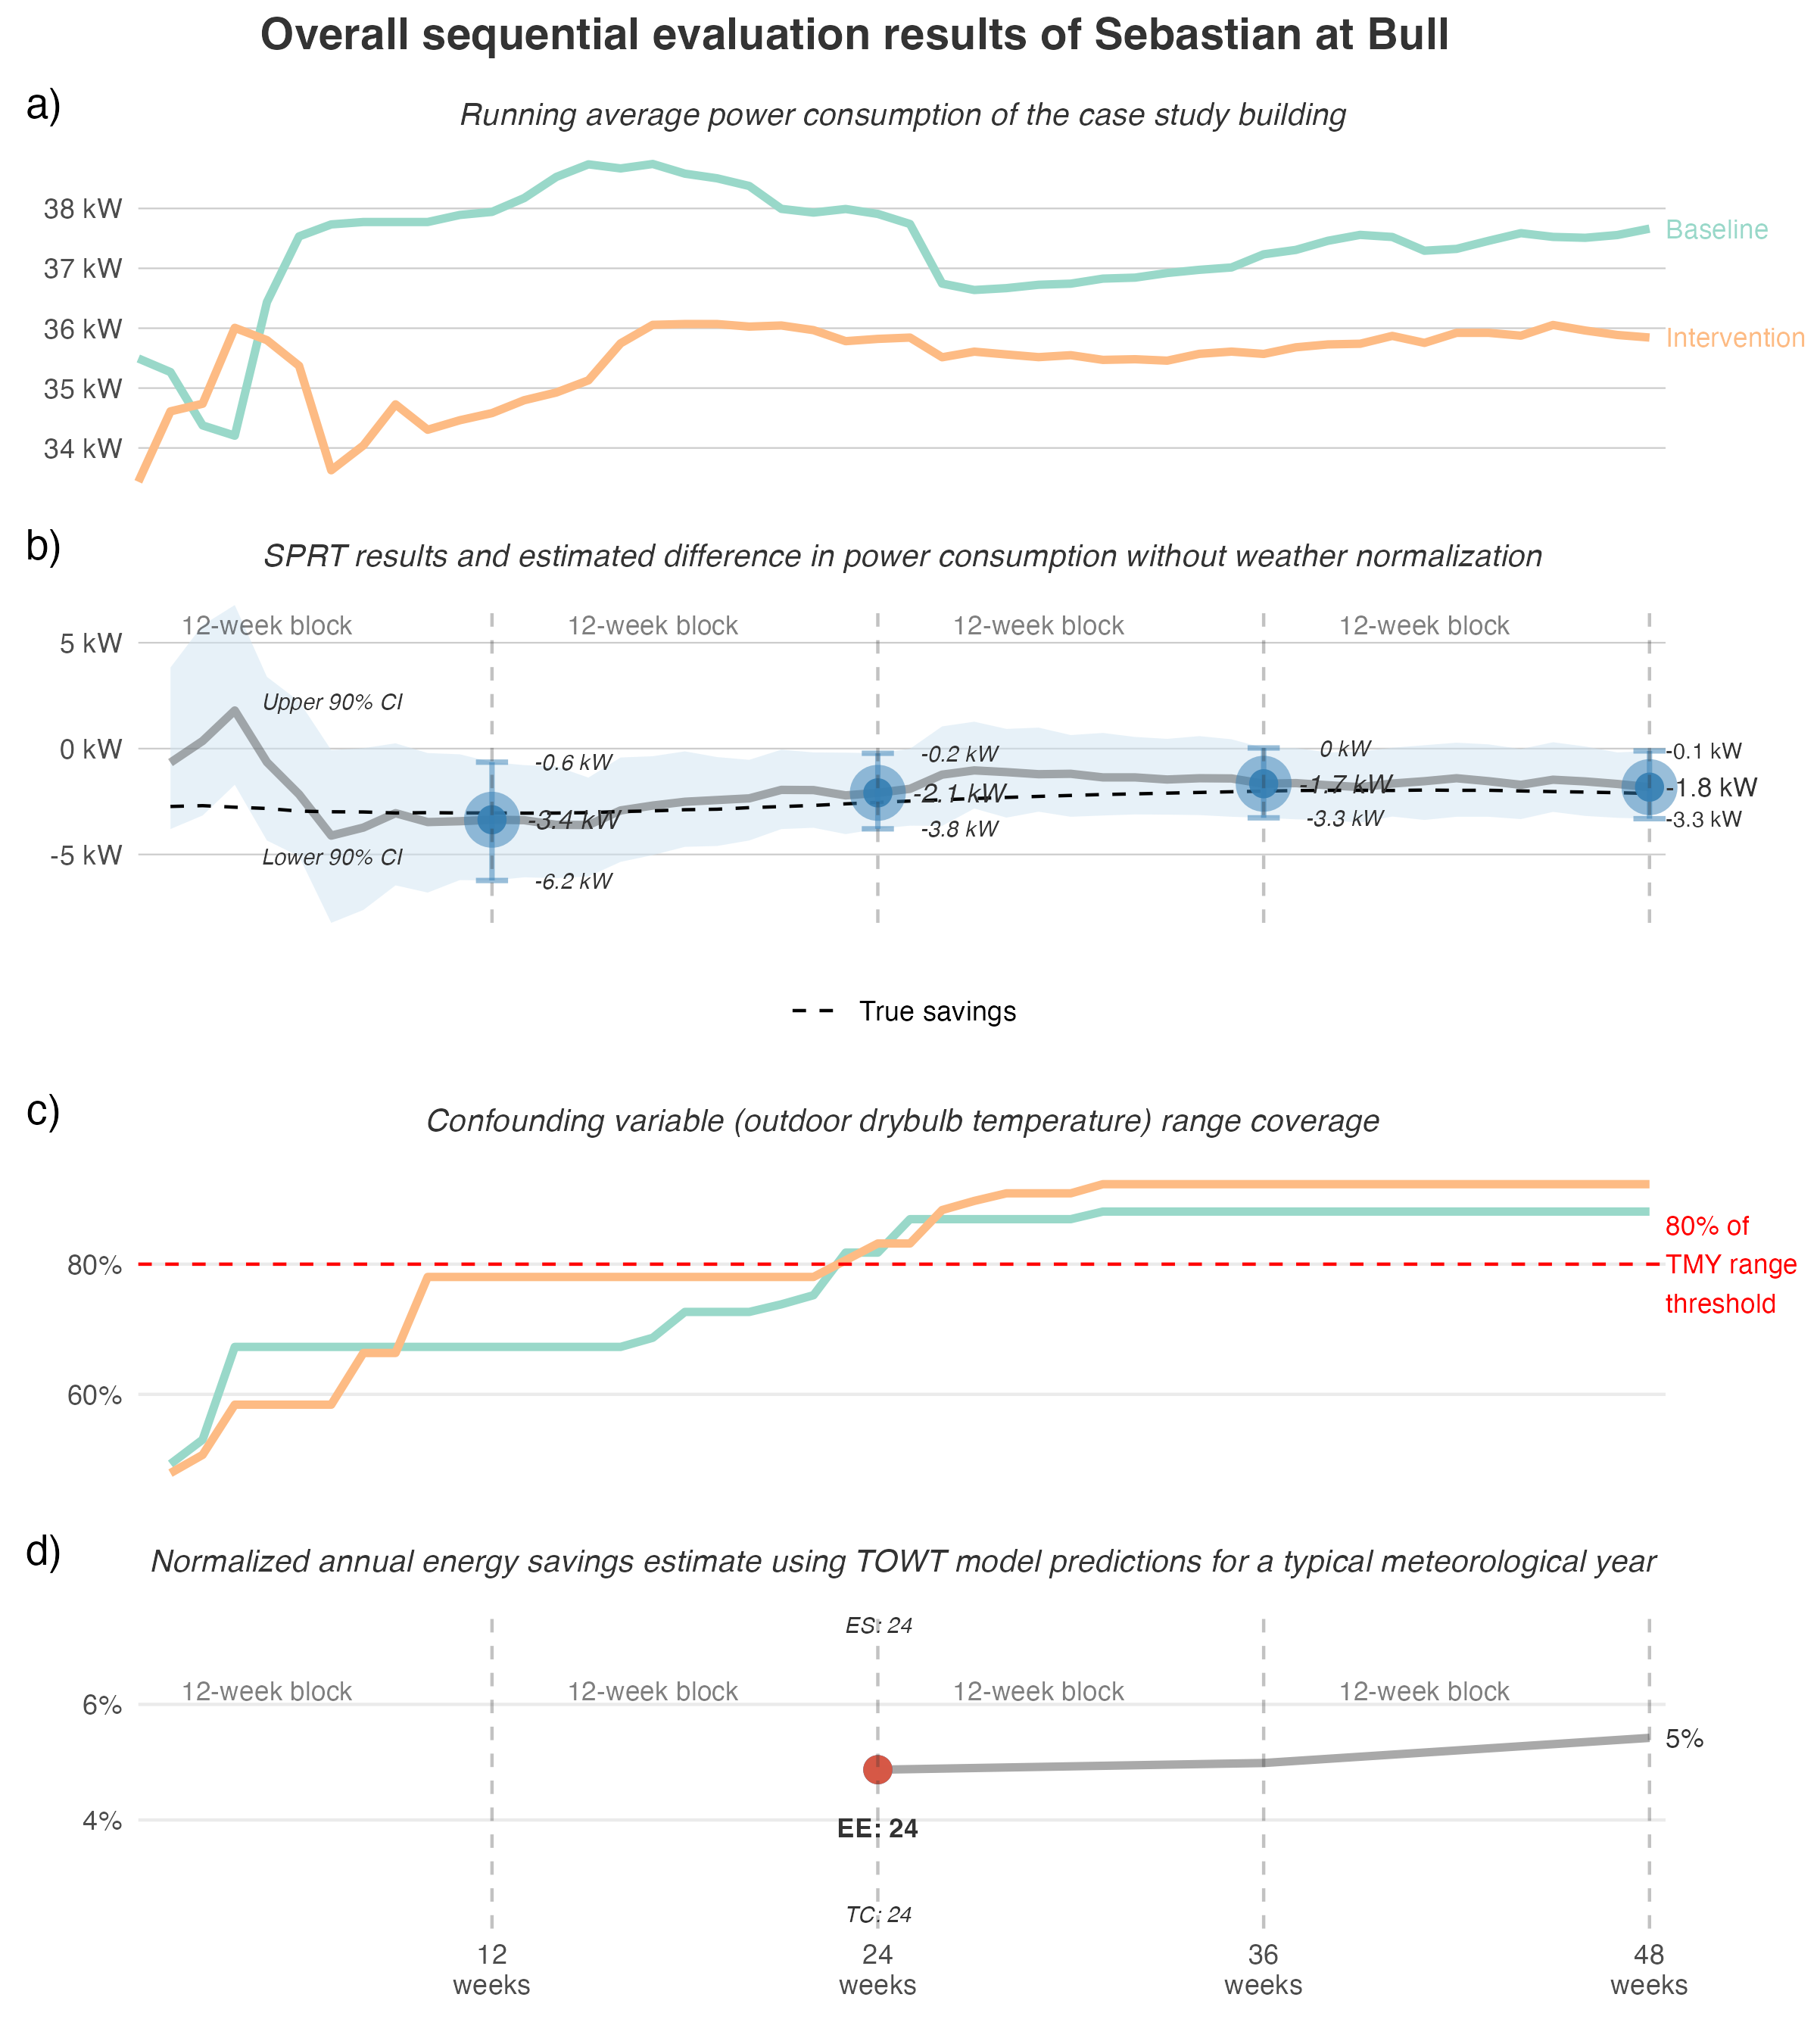 Overall sequential evaluation results of Sebastian at Bull
a)
Running average power consumption of the case study building
38 kW
37 kW
36 kW
35 kW
34 kW
Baseline
Intervention
b)
SPRT results and estimated difference in power consumption without weather normalization
12-week block
12-week block
12-week block
12-week block
5 kW
0 kW
-5 kW
Upper 90% CI
Lower 90% CI
-0.6 kW
-3.4 kW
-6.2 kW
-0.2 kW
-2.1 kW
-3.8 kW
0 kW
-1.7 kW
-3.3 kW
-0.1 kW
-1.8 kW
-3.3 kW
True savings
c)
Confounding variable (outdoor drybulb temperature) range coverage
80%
60%
80% of
TMY range
threshold
d)
Normalized annual energy savings estimate using TOWT model predictions for a typical meteorological year
ES: 24
12-week block
12-week block
12-week block
12-week block
6%
4%
5%
EE: 24
TC: 24
12
weeks
24
weeks
36
weeks
48
weeks